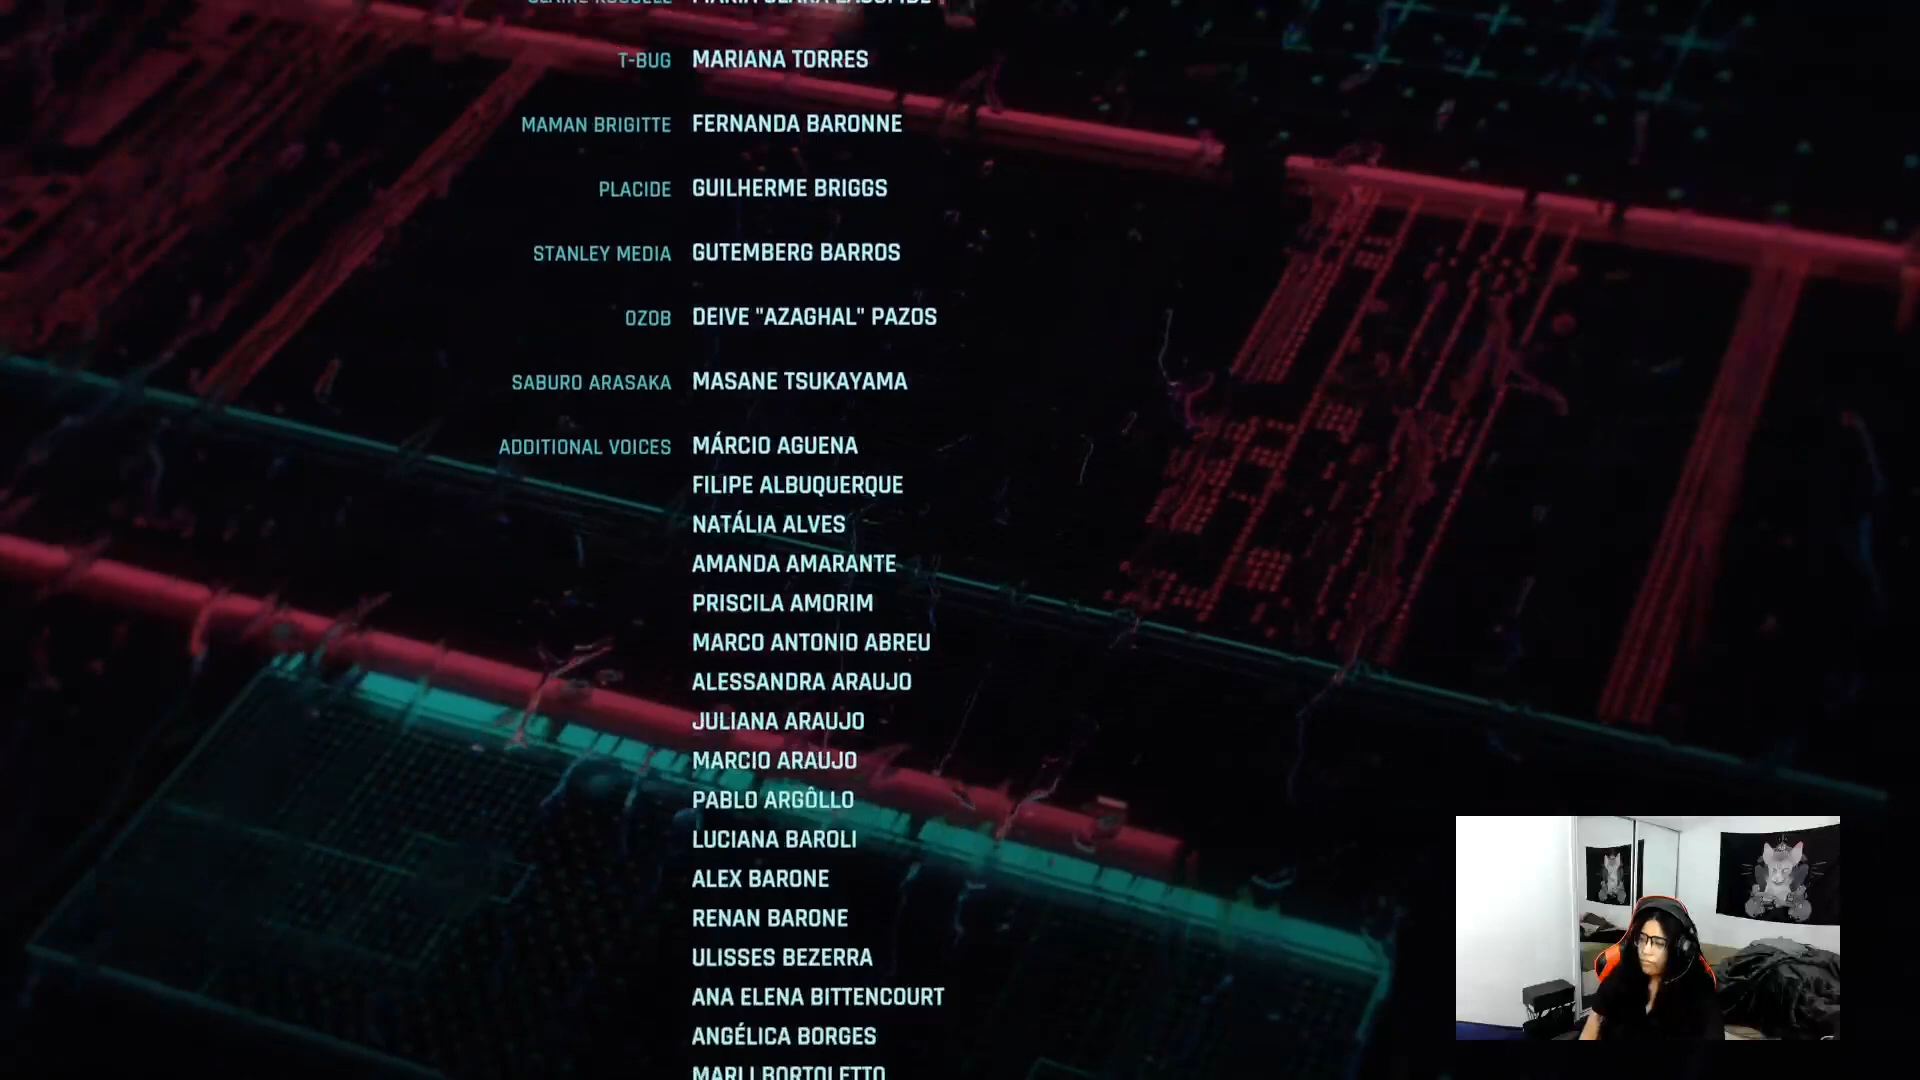 T-BUG MARIANA TORRES
MAMAN BRIGITTE FERNANDA BARONNE
PLACIDE GUILHERME BRIGGS
STANLEY MEDIA GUTEMBERG BARROS
OZOB DEIVE "AZAGHAL" PAZOS
SABURO ARASAKA MASANE TSUKAYAMA
ADDITIONAL VOICES MÁRCIO AGUENA
FILIPE ALBUQUERQUE
NATÁLIA ALVES
AMANDA AMARANTE
PRISCILA AMORIM
MARCO ANTONIO ABREU
ALESSANDRA ARAUJO
JULIANA ARAUJO
MARCIO ARAUJO
PABLO ARGÔLLO
LUCIANA BAROLI
ALEX BARONE
RENAN BARONE
ULISSES BEZERRA
ANA ELENA BITTENCOURT
ANGÉLICA BORGES
MARLI BORTOLETTO